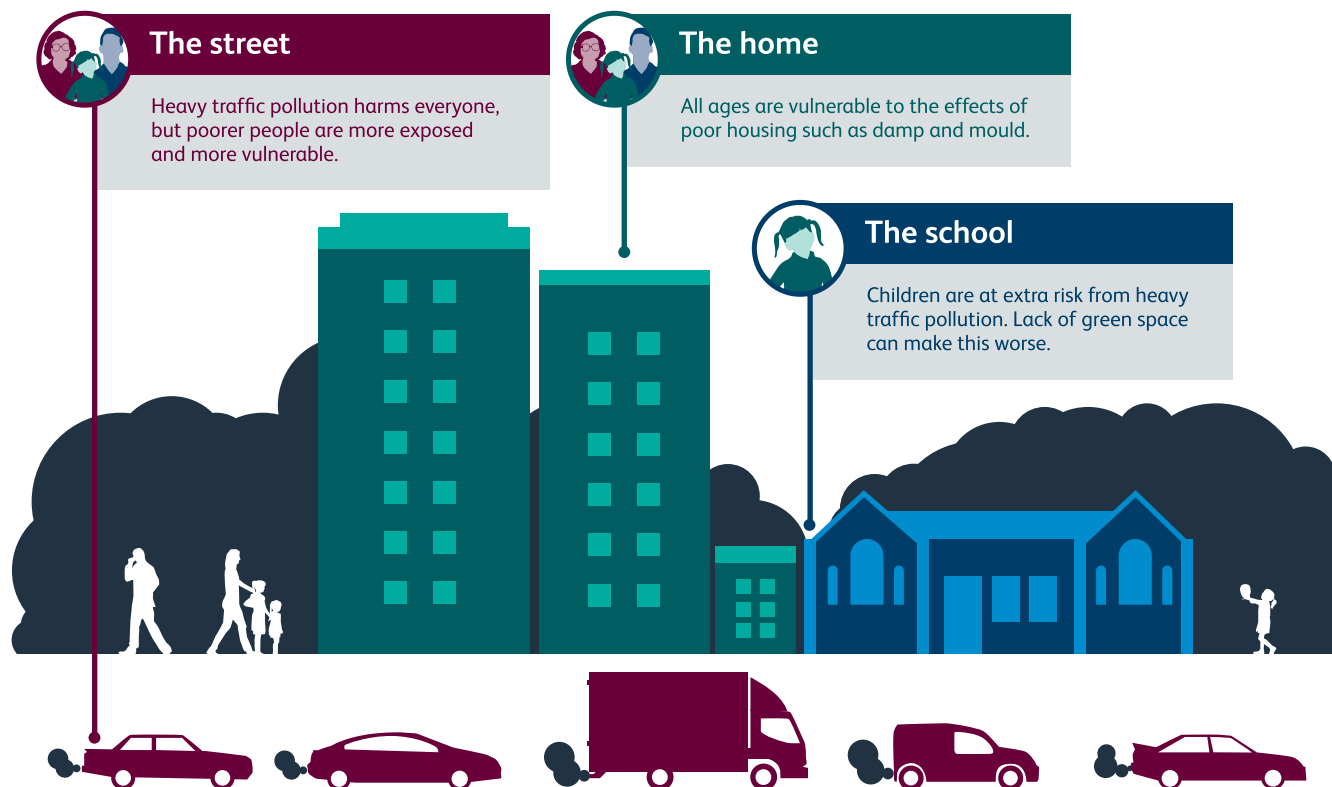 The street
Heavy traffic pollution harms everyone,
but poorer people are more exposed
and more vulnerable.
The home
All ages are vulnerable to the effects of
poor housing such as damp and mould.
The school
Children are at extra risk from heavy
traffic pollution. Lack of green space
can make this worse.